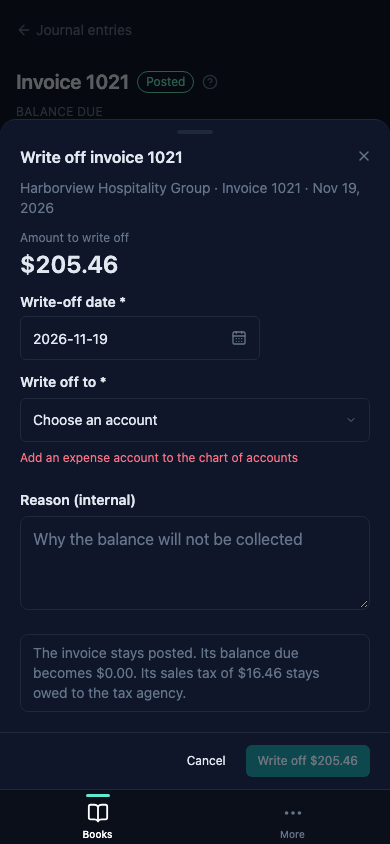 Journal entries
Invoice 1021 Posted
BALANCE DUE
Write off invoice 1021
Harborview Hospitality Group · Invoice 1021 · Nov 19,
2026
Amount to write off
$205.46
Write-off date *
2026-11-19
Write off to *
Choose an account
Add an expense account to the chart of accounts
Reason (internal)
Why the balance will not be collected
The invoice stays posted. Its balance due
becomes $0.00. Its sales tax of $16.46 stays
owed to the tax agency.
Cancel Write off $205.46
Books More